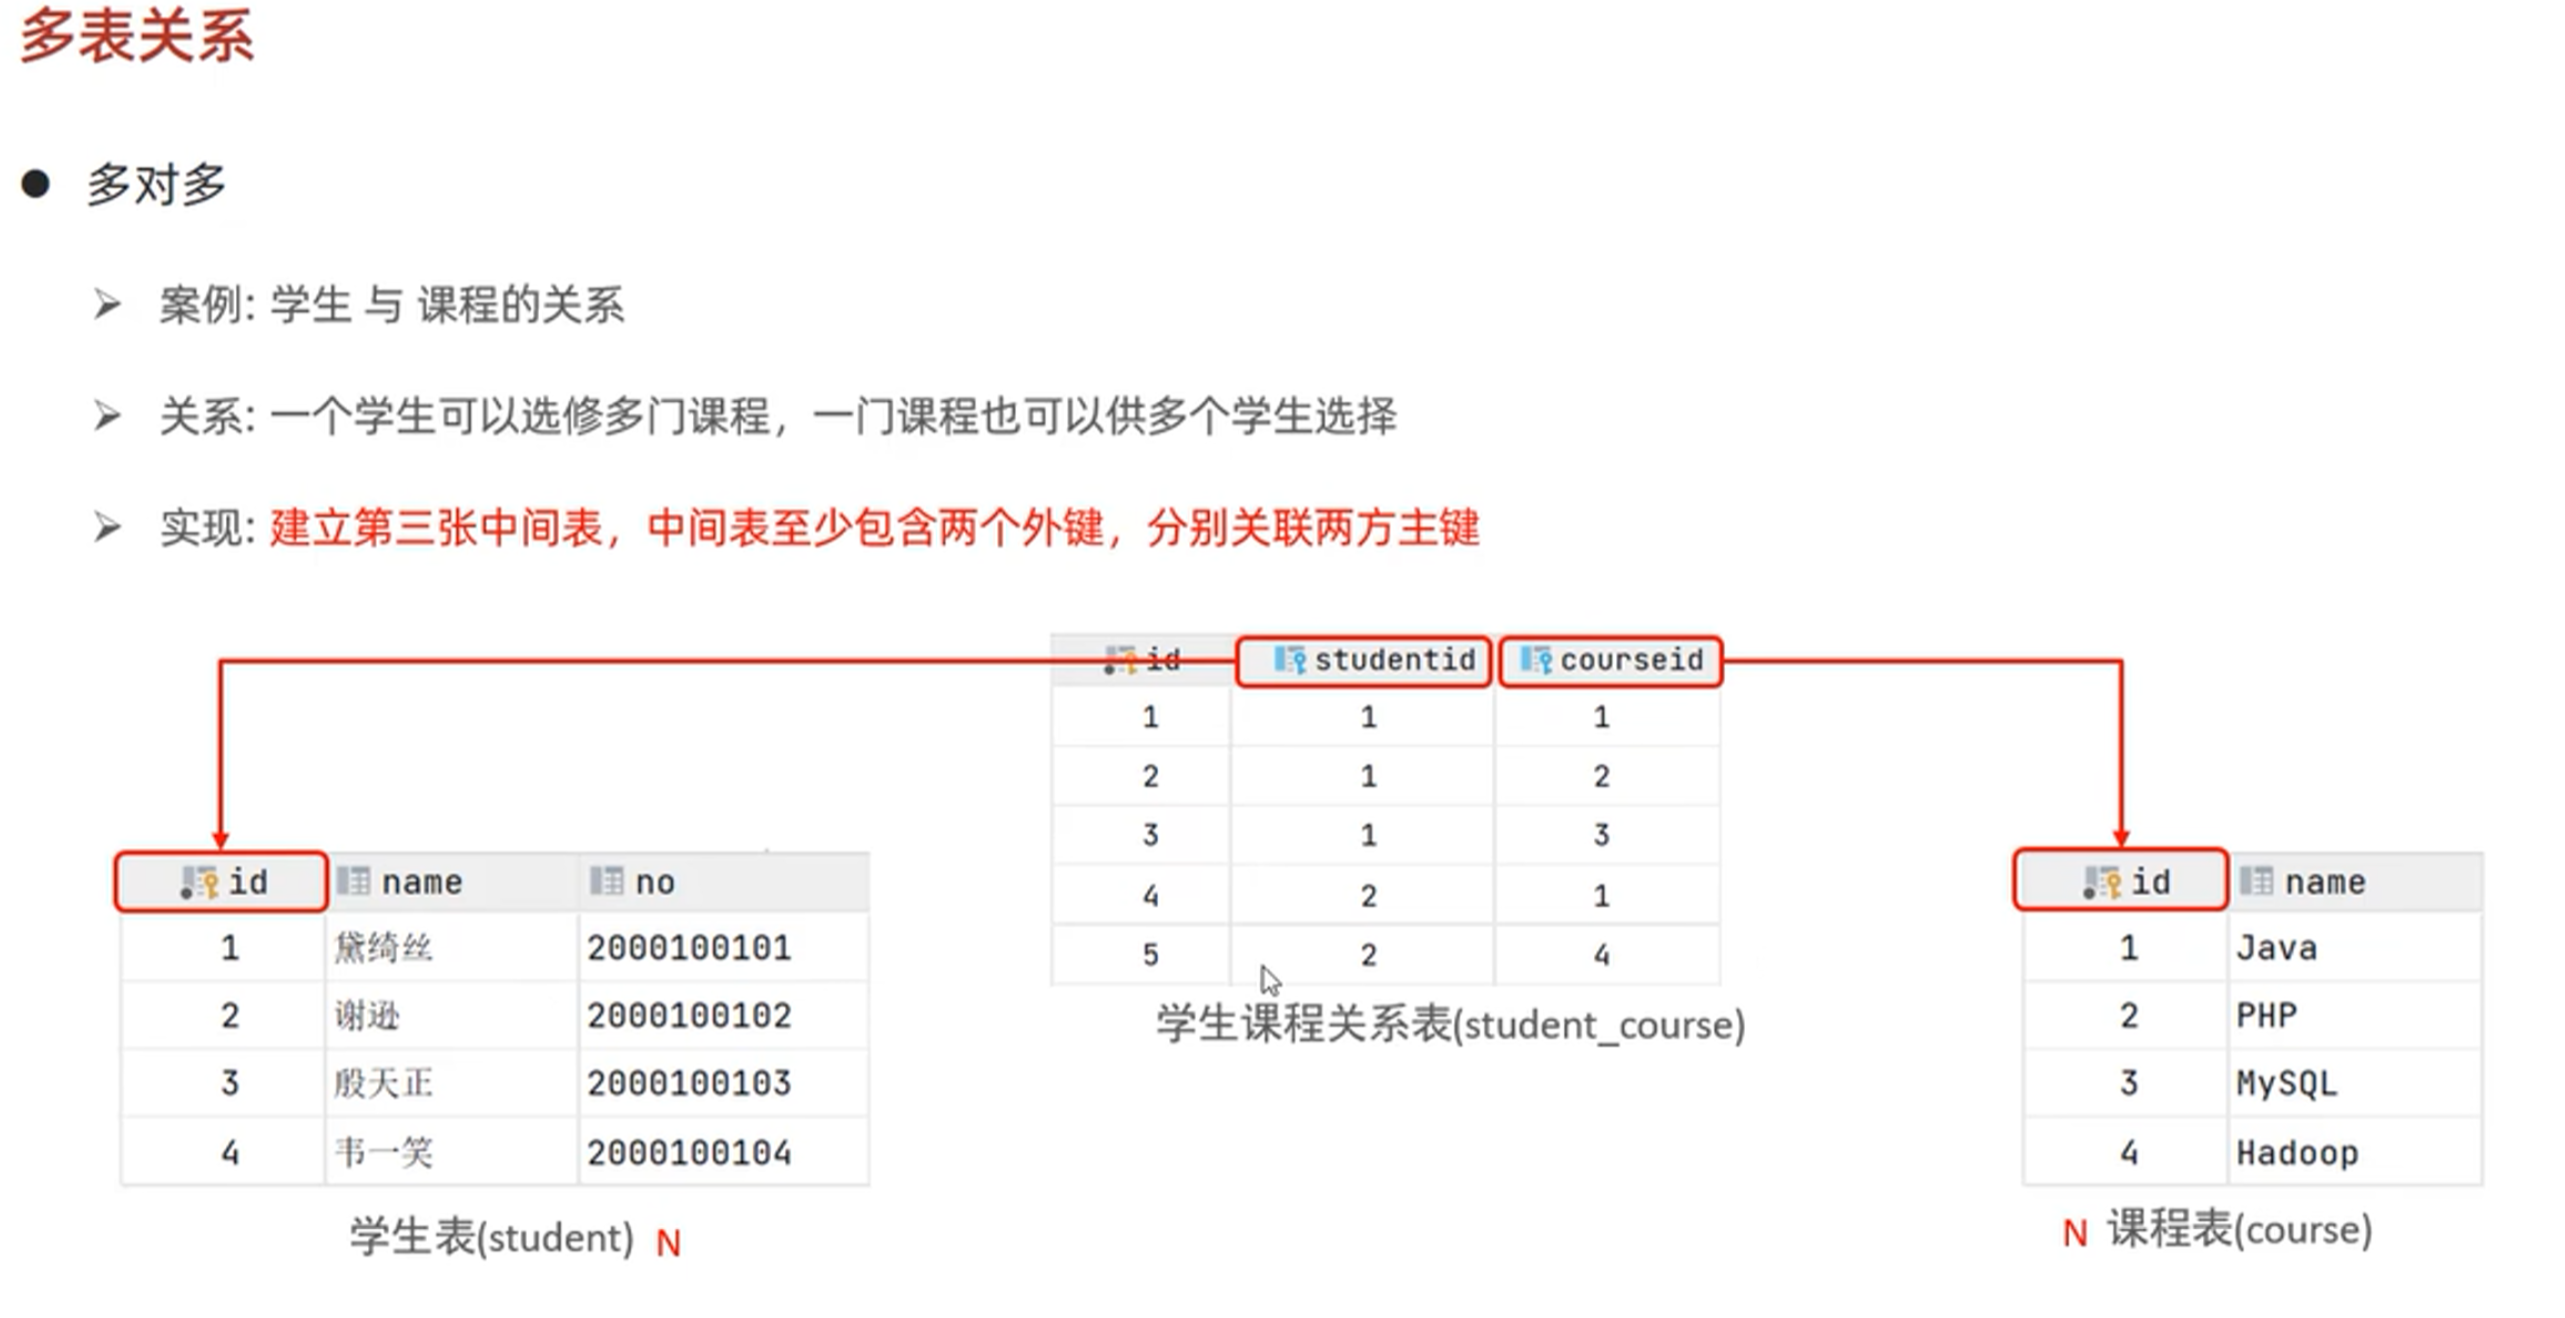 多表关系
● 多对多
➢ 案例: 学生 与 课程的关系
➢ 关系: 一个学生可以选修多门课程，一门课程也可以供多个学生选择
➢ 实现: 建立第三张中间表，中间表至少包含两个外键，分别关联两方主键
id studentid courseid
1 1 1
2 1 2
3 1 3
4 2 1
5 2 4
学生课程关系表(student_course)
id name no
1 黛绮丝 2000100101
2 谢逊 2000100102
3 殷天正 2000100103
4 韦一笑 2000100104
学生表(student) N
id name
1 Java
2 PHP
3 MySQL
4 Hadoop
N 课程表(course)